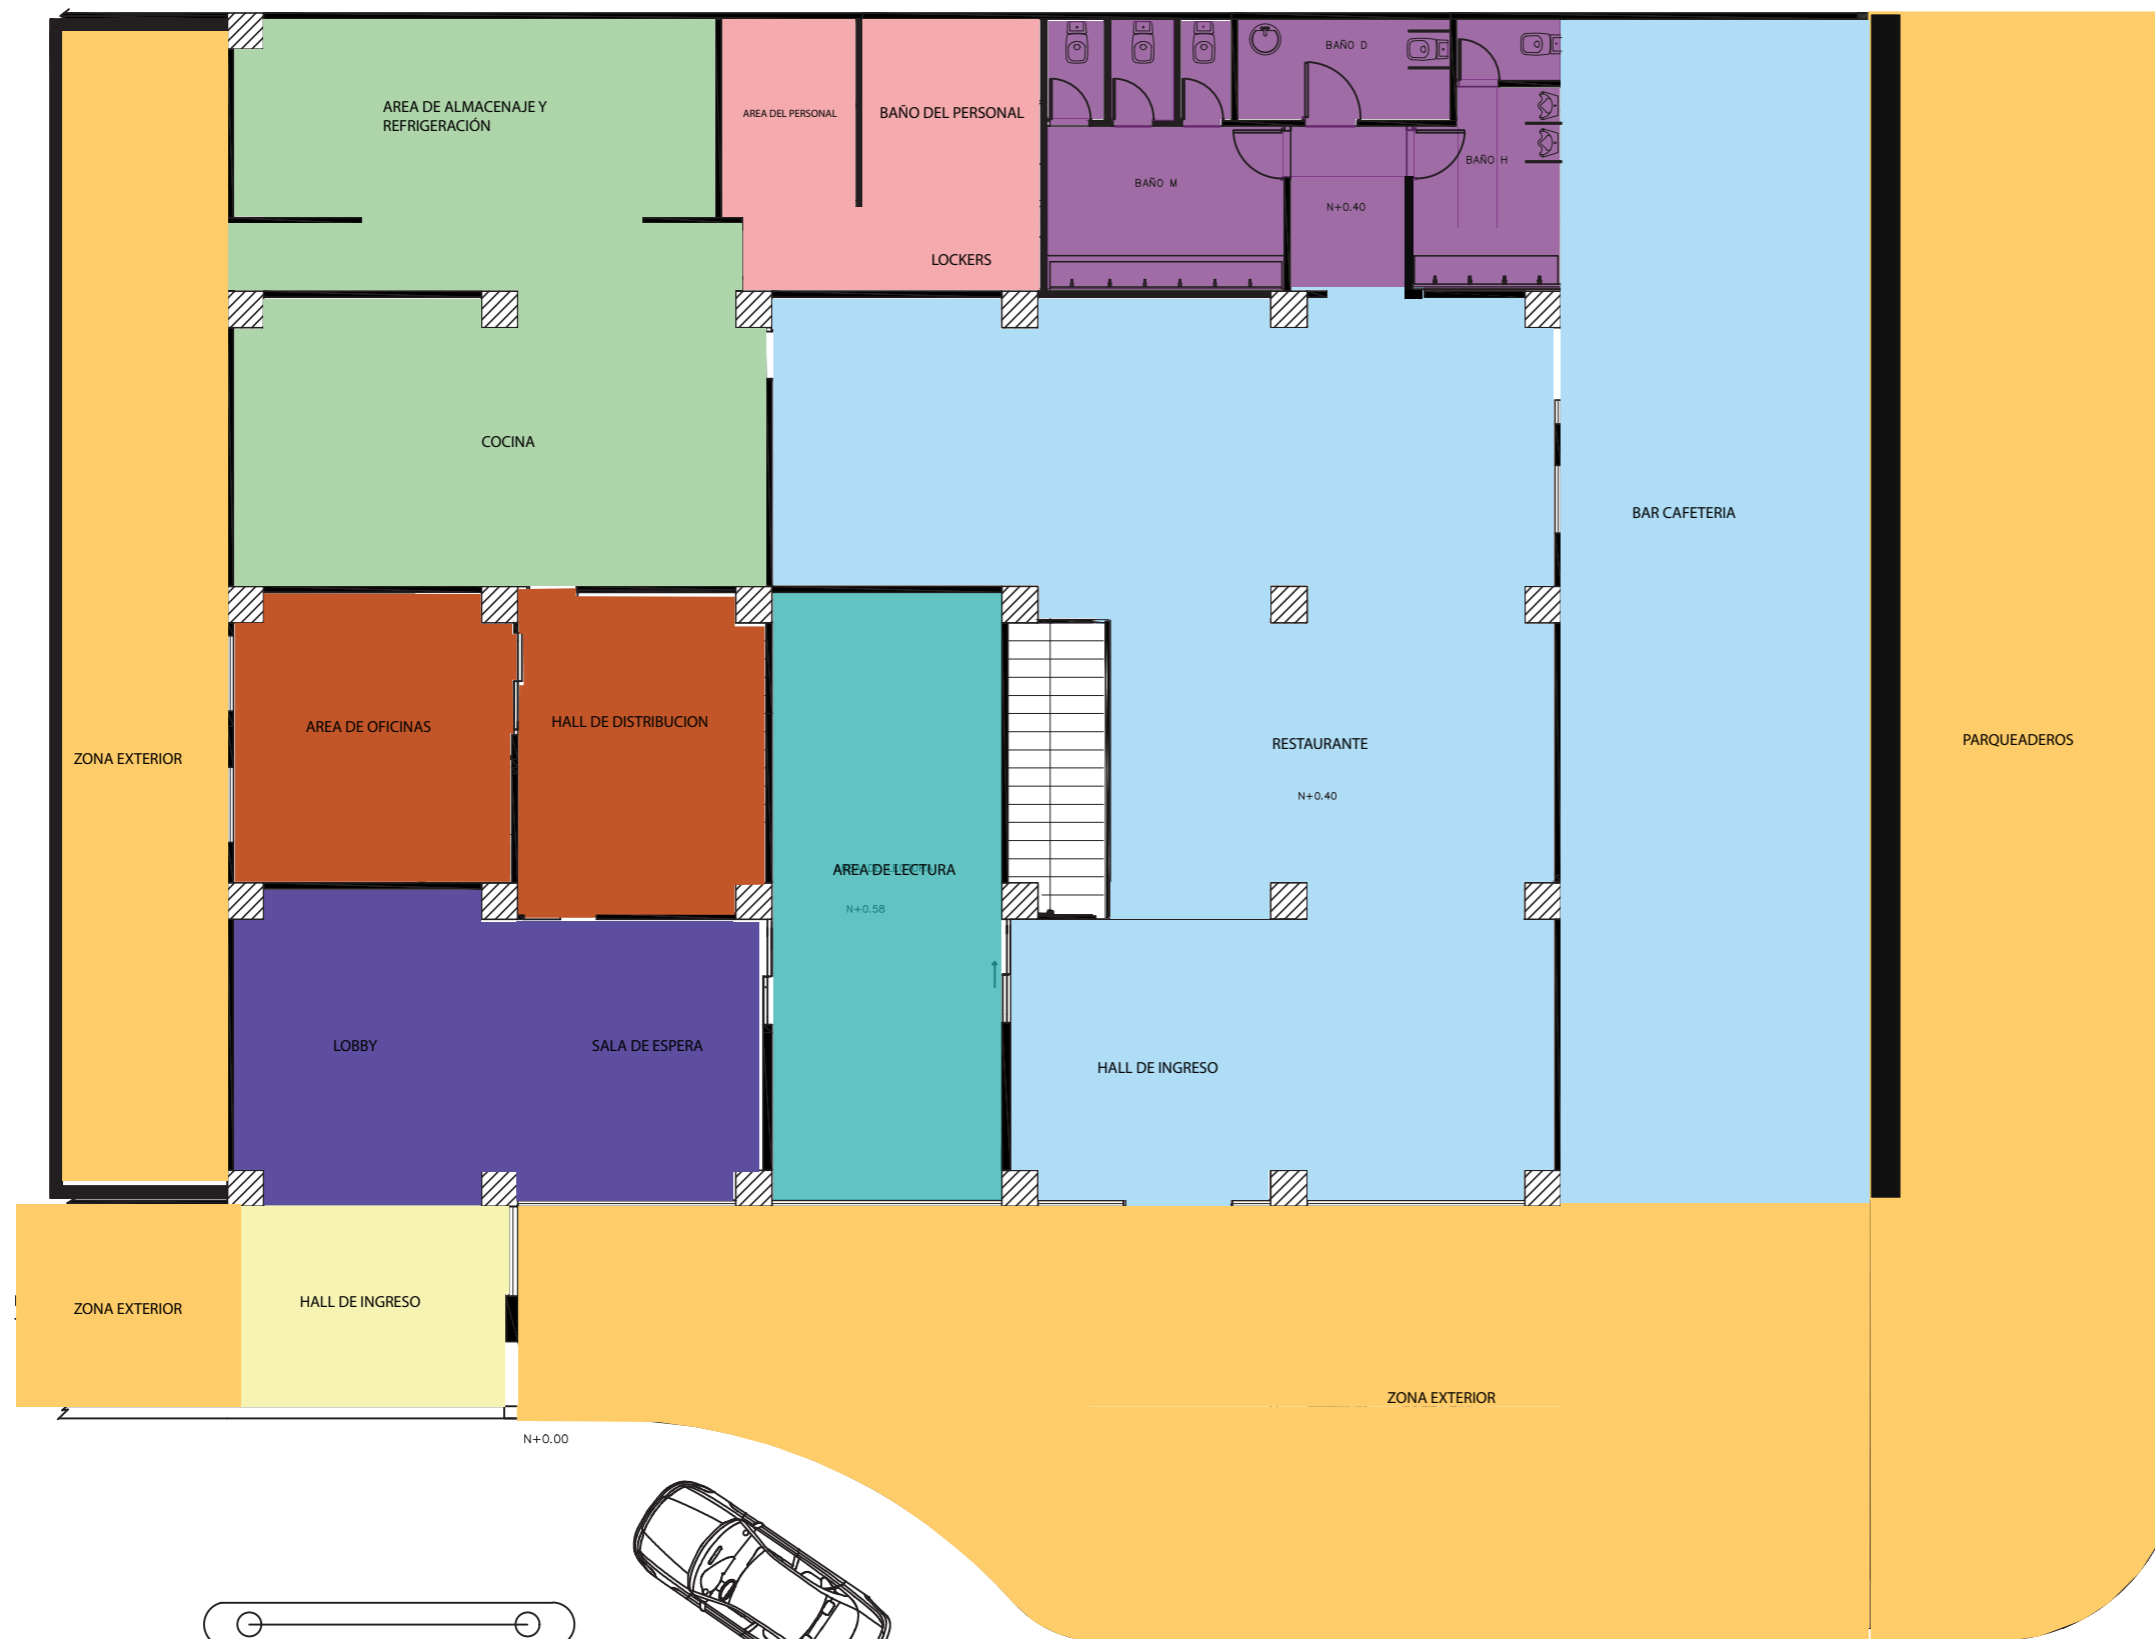 BAÑO D
AREA DE ALMACENAJE Y
REFRIGERACIÓN
AREA DEL PERSONAL
BAÑO DEL PERSONAL
BAÑO H
BAÑO M
N+0.40
LOCKERS
COCINA
BAR CAFETERIA
AREA DE OFICINAS
HALL DE DISTRIBUCION
RESTAURANTE
PARQUEADEROS
ZONA EXTERIOR
N+0.40
AREA DE LECTURA
N+0.58
LOBBY
SALA DE ESPERA
HALL DE INGRESO
ZONA EXTERIOR
HALL DE INGRESO
ZONA EXTERIOR
N+0.00